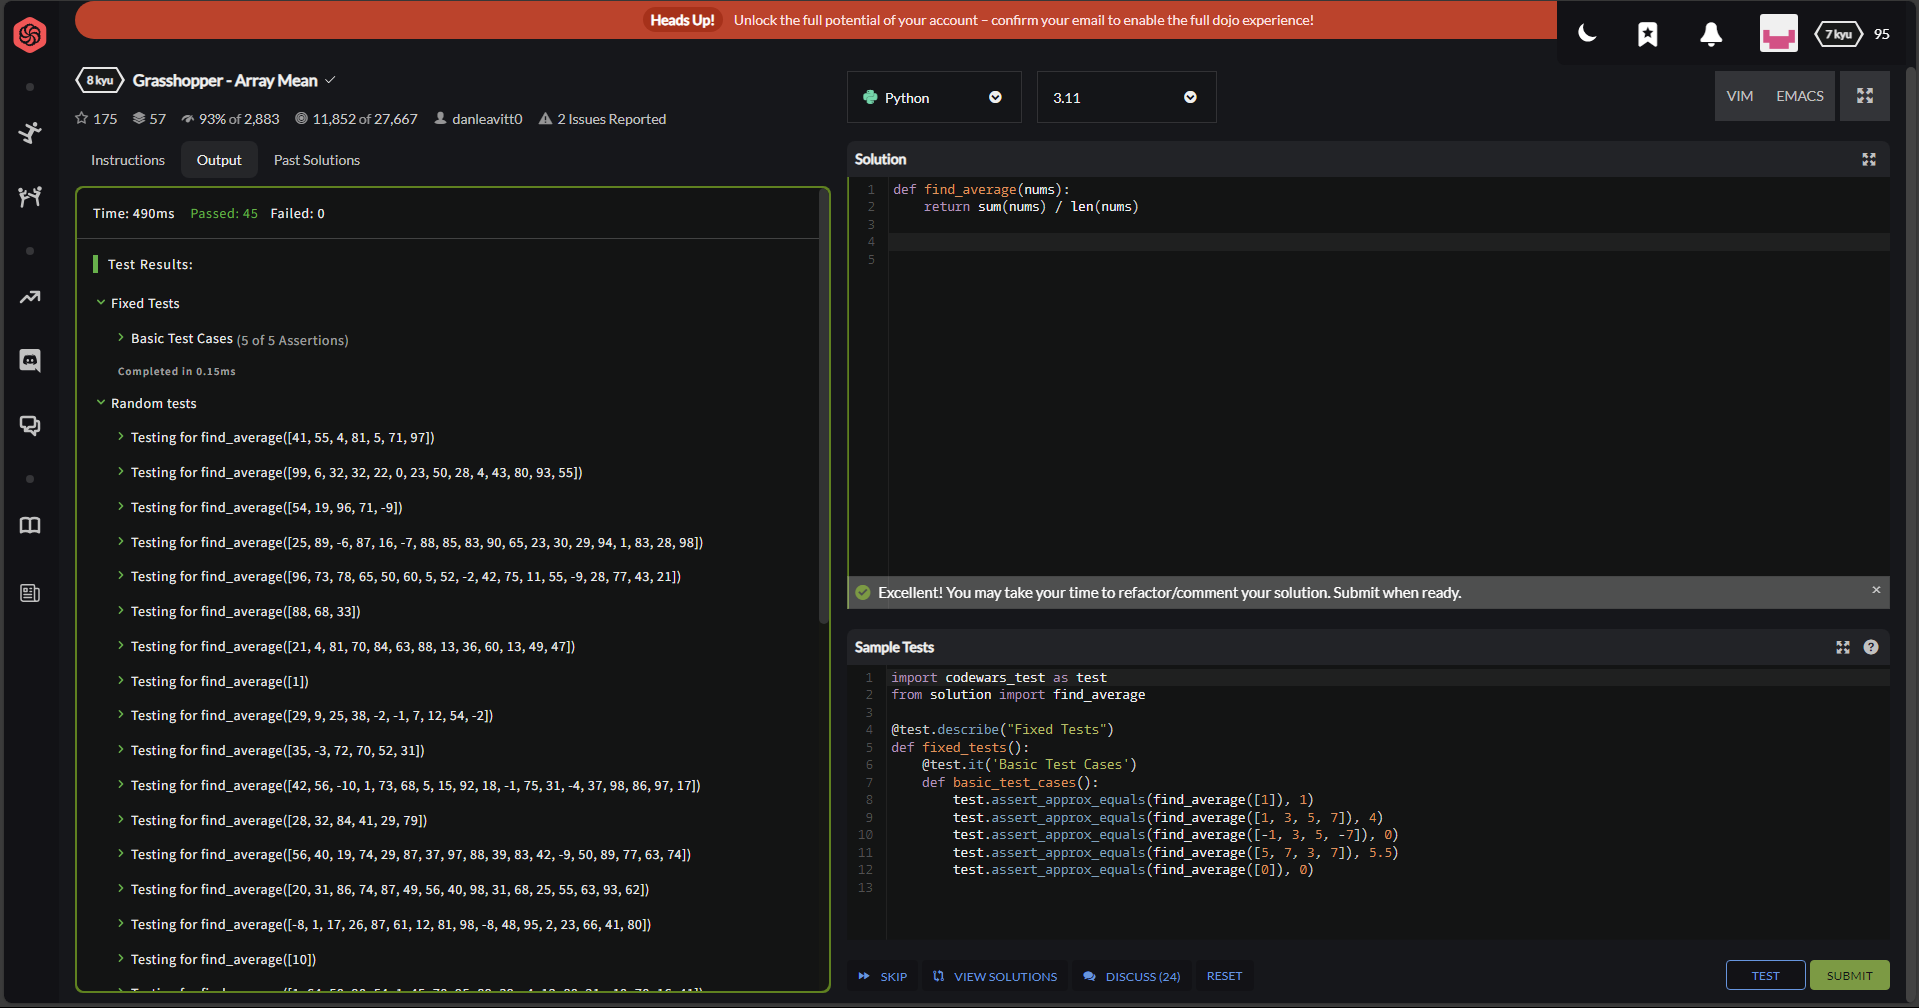 Heads Up! Unlock the full potential of your account – confirm your email to enable the full dojo experience!
7 kyu 95
8 kyu Grasshopper - Array Mean
175 57 93% of 2,883 11,852 of 27,667 danleavitt0 2 Issues Reported
Instructions Output Past Solutions
Time: 490ms Passed: 45 Failed: 0
Test Results:
Fixed Tests
Basic Test Cases (5 of 5 Assertions)
Completed in 0.15ms
Random tests
Testing for find_average([41, 55, 4, 81, 5, 71, 97])
Testing for find_average([99, 6, 32, 32, 22, 0, 23, 50, 28, 4, 43, 80, 93, 55])
Testing for find_average([54, 19, 96, 71, -9])
Testing for find_average([25, 89, -6, 87, 16, -7, 88, 85, 83, 90, 65, 23, 30, 29, 94, 1, 83, 28, 98])
Testing for find_average([96, 73, 78, 65, 50, 60, 5, 52, -2, 42, 75, 11, 55, -9, 28, 77, 43, 21])
Testing for find_average([88, 68, 33])
Testing for find_average([21, 4, 81, 70, 84, 63, 88, 13, 36, 60, 13, 49, 47])
Testing for find_average([1])
Testing for find_average([29, 9, 25, 38, -2, -1, 7, 12, 54, -2])
Testing for find_average([35, -3, 72, 70, 52, 31])
Testing for find_average([42, 56, -10, 1, 73, 68, 5, 15, 92, 18, -1, 75, 31, -4, 37, 98, 86, 97, 17])
Testing for find_average([28, 32, 84, 41, 29, 79])
Testing for find_average([56, 40, 19, 74, 29, 87, 37, 97, 88, 39, 83, 42, -9, 50, 89, 77, 63, 74])
Testing for find_average([20, 31, 86, 74, 87, 49, 56, 40, 98, 31, 68, 25, 55, 63, 93, 62])
Testing for find_average([-8, 1, 17, 26, 87, 61, 12, 81, 98, -8, 48, 95, 2, 23, 66, 41, 80])
Testing for find_average([10])
Python 3.11
VIM EMACS
Solution
1 def find_average(nums):
2 return sum(nums) / len(nums)
3
4
5
Excellent! You may take your time to refactor/comment your solution. Submit when ready.
Sample Tests
1 import codewars_test as test
2 from solution import find_average
3
4 @test.describe("Fixed Tests")
5 def fixed_tests():
6 @test.it('Basic Test Cases')
7 def basic_test_cases():
8 test.assert_approx_equals(find_average([1]), 1)
9 test.assert_approx_equals(find_average([1, 3, 5, 7]), 4)
10 test.assert_approx_equals(find_average([-1, 3, 5, -7]), 0)
11 test.assert_approx_equals(find_average([5, 7, 3, 7]), 5.5)
12 test.assert_approx_equals(find_average([0]), 0)
13
SKIP VIEW SOLUTIONS DISCUSS (24) RESET
TEST SUBMIT